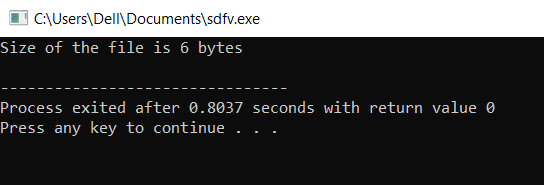 C:\Users\Dell\Documents\sdfv.exe
Size of the file is 6 bytes
--------------------------------
Process exited after 0.8037 seconds with return value 0
Press any key to continue . . .